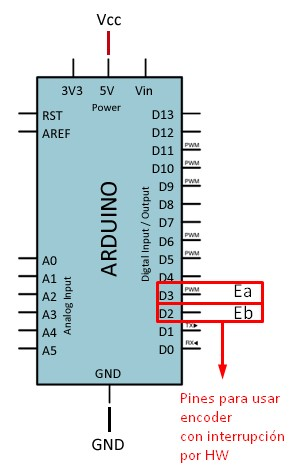 Vcc
3V3 5V Vin
Power
RST
AREF
ARDUINO
Digital Input / Output
Analog Input
D13
D12
PWM D11
PWM D10
PWM D9
D8
D7
PWM D6
PWM D5
D4
D3 PWM Ea
D2 Eb
D1 TX
D0 RX
A0
A1
A2
A3
A4
A5
GND
GND
Pines para usar
encoder
con interrupción
por HW